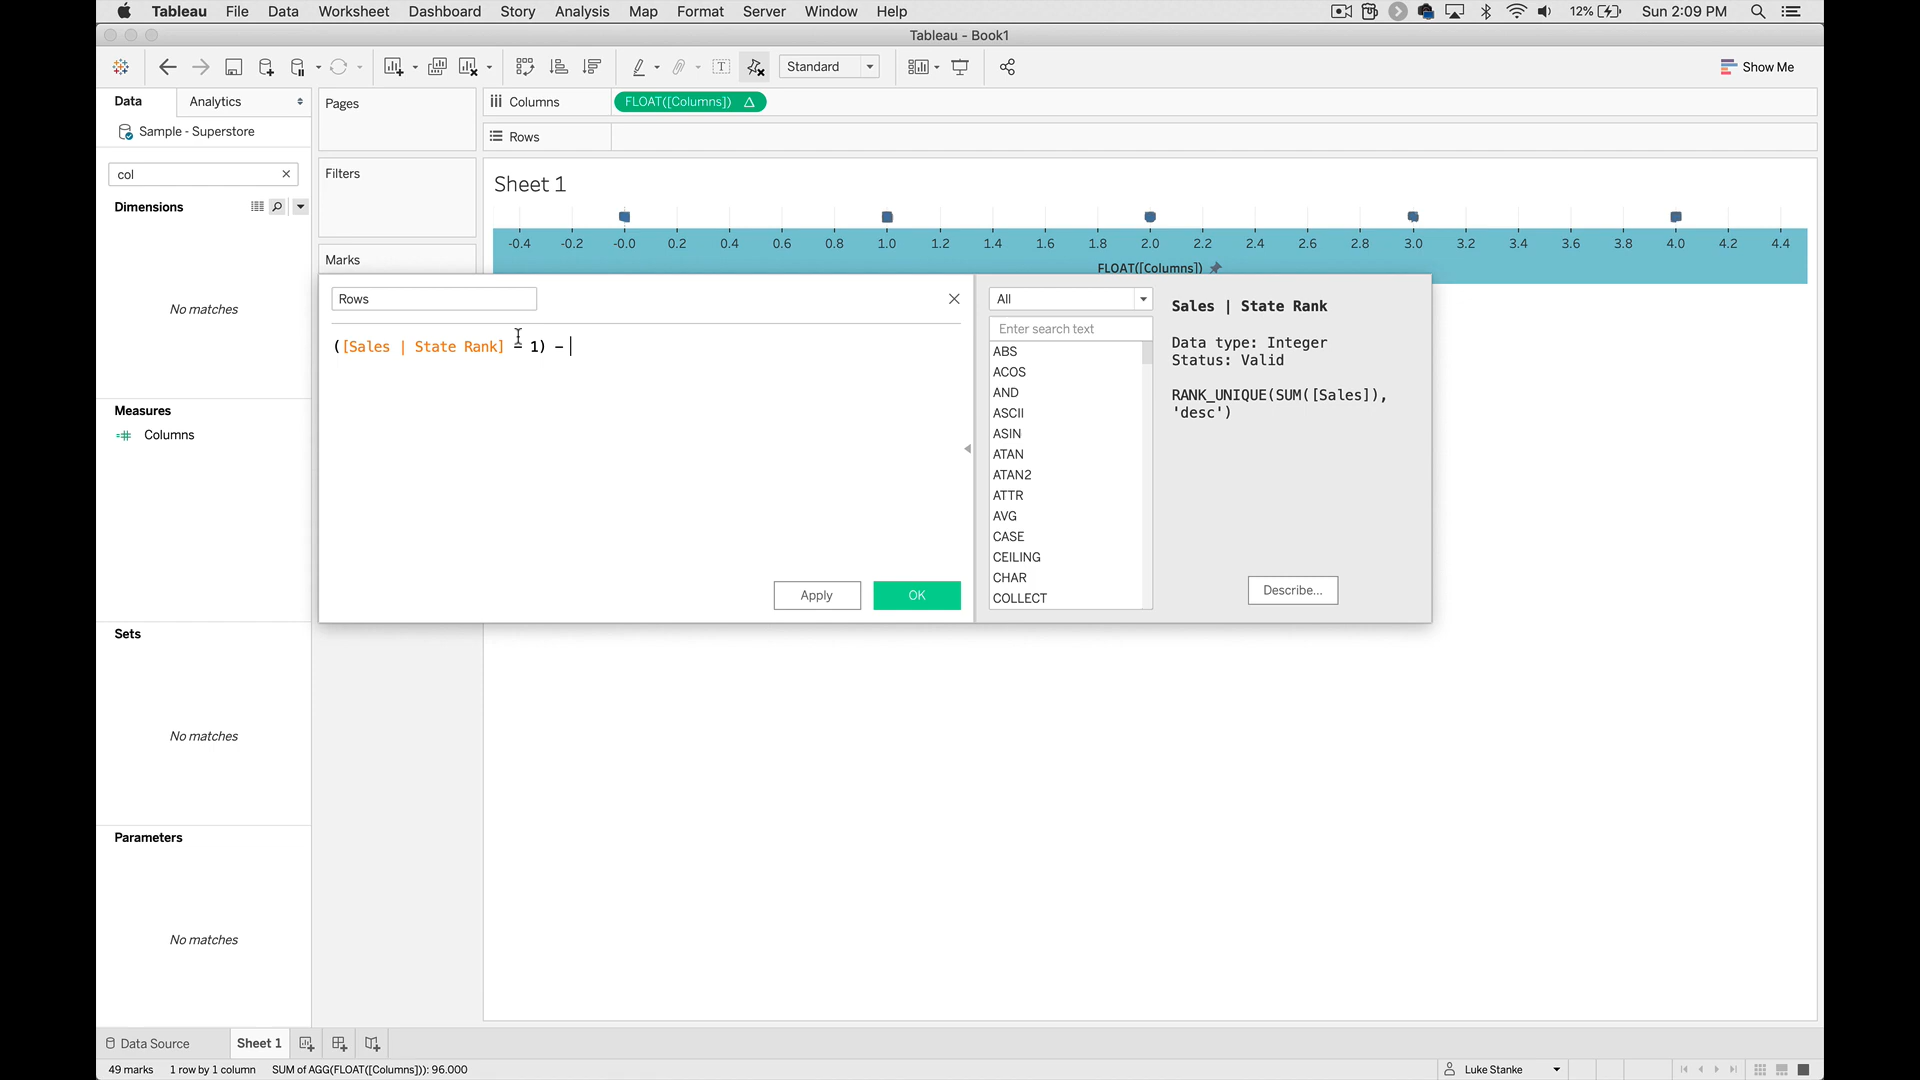 Tableau File Data Worksheet Dashboard Story Analysis Map Format Server Window Help 12% Sun 2:09 PM
Tableau - Book1
Standard Show Me
Data Analytics Pages Columns FLOAT([Columns])
Sample - Superstore Rows
col Filters Sheet 1
Dimensions
-0.4 -0.2 -0.0 0.2 0.4 0.6 0.8 1.0 1.2 1.4 1.6 1.8 2.0 2.2 2.4 2.6 2.8 3.0 3.2 3.4 3.6 3.8 4.0 4.2 4.4
Marks FLOAT([Columns])
No matches
Rows
([Sales | State Rank] - 1) -
Apply OK
All
Enter search text
ABS
ACOS
AND
ASCII
ASIN
ATAN
ATAN2
ATTR
AVG
CASE
CEILING
CHAR
COLLECT
Sales | State Rank
Data type: Integer
Status: Valid
RANK_UNIQUE(SUM([Sales]),
'desc')
Describe...
Measures
Columns
Sets
No matches
Parameters
No matches
Data Source Sheet 1
49 marks 1 row by 1 column SUM of AGG(FLOAT([Columns])): 96.000 Luke Stanke